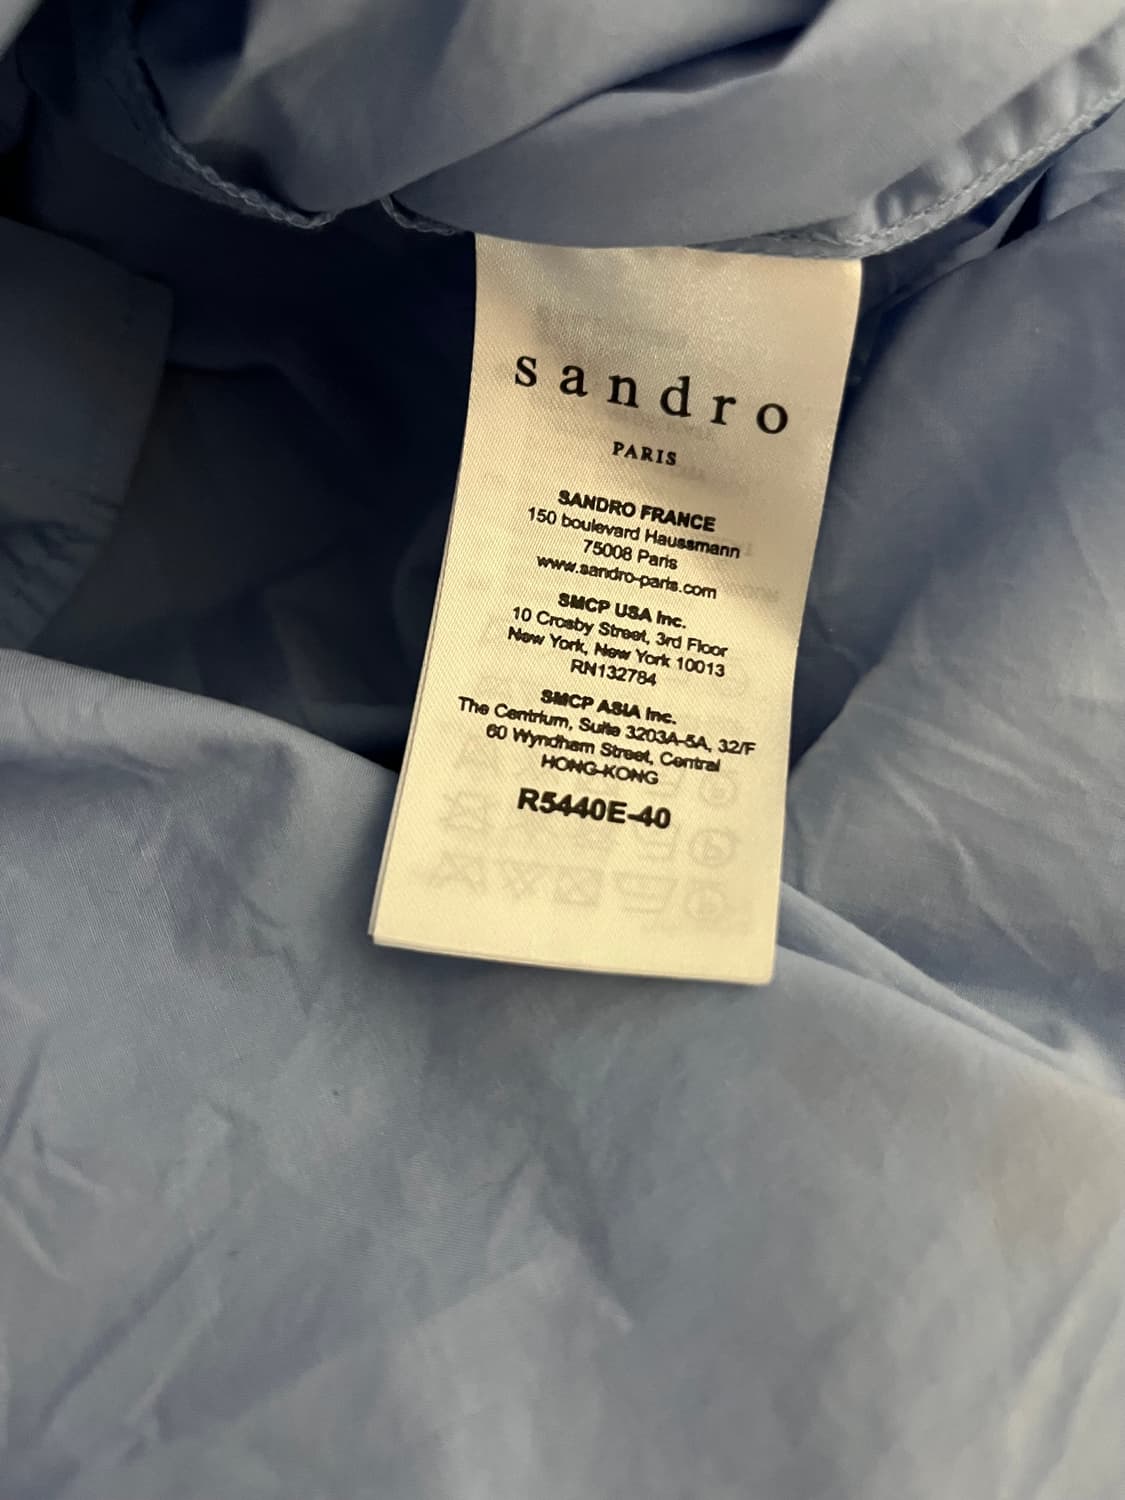 sandro
PARIS
SANDRO FRANCE
150 boulevard Haussmann
75008 Paris
www.sandro-paris.com
SMCP USA Inc.
10 Crosby Street, 3rd Floor
New York, New York 10013
RN132784
SMCP ASIA Inc.
The Centrium, Suite 3203A-5A, 32/F
60 Wyndham Street, Central
HONG-KONG
R5440E-40